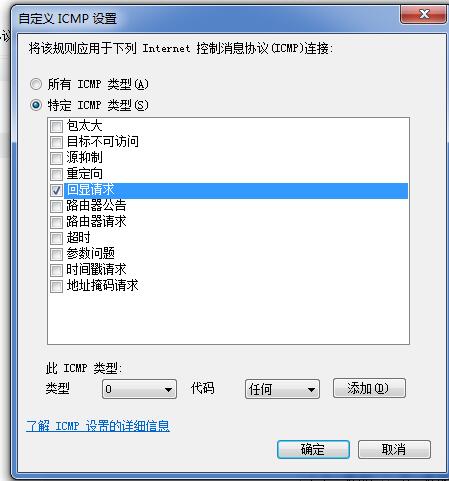 自定义 ICMP 设置
将该规则应用于下列 Internet 控制消息协议(ICMP)连接:
所有 ICMP 类型(A)
特定 ICMP 类型(S)
包太大
目标不可访问
源抑制
重定向
回显请求
路由器公告
路由器请求
超时
参数问题
时间戳请求
地址掩码请求
此 ICMP 类型:
类型 0 代码 任何 添加(D)
了解 ICMP 设置的详细信息
确定 取消